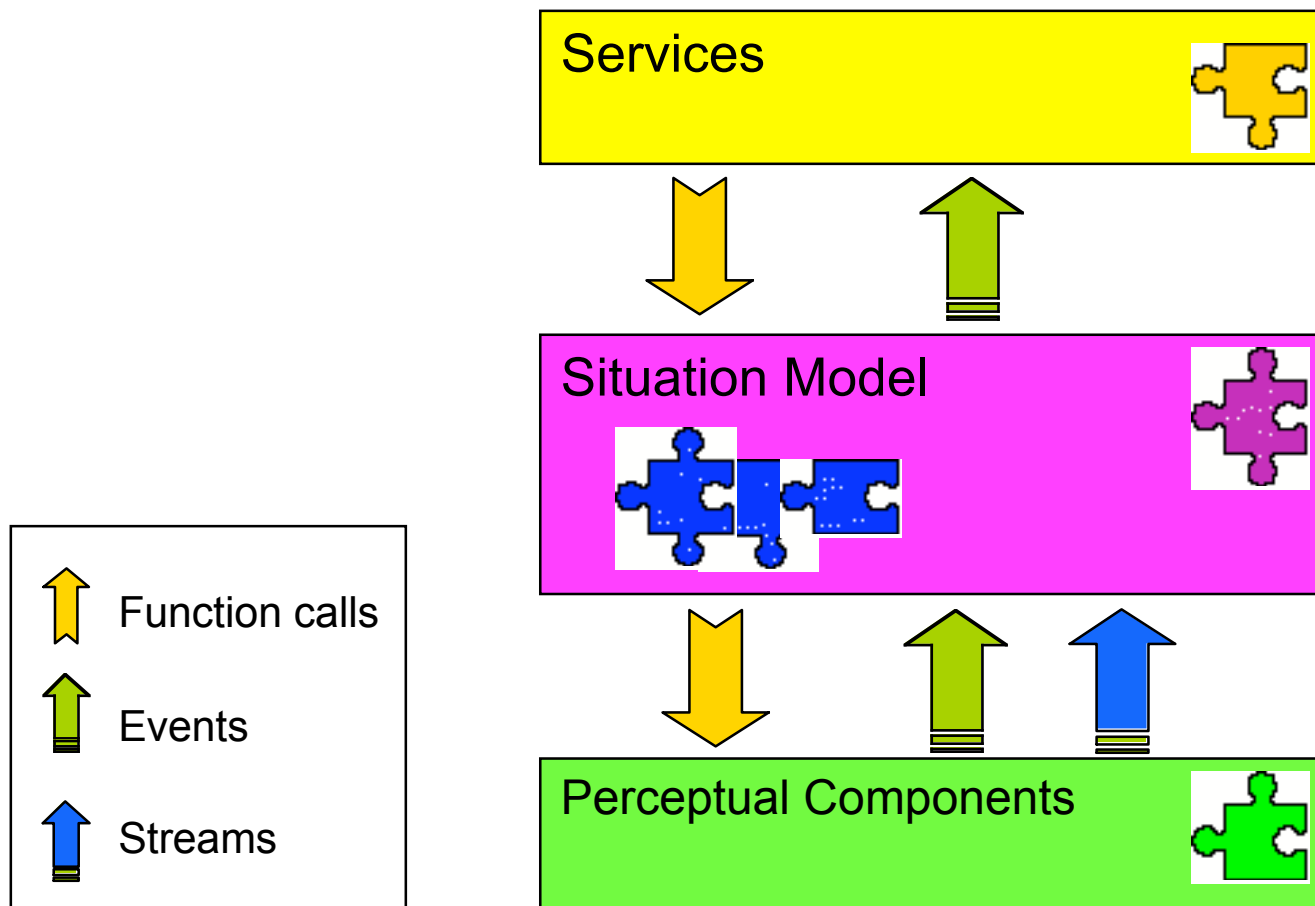 Services
Situation Model
Function calls
Events
Streams
Perceptual Components